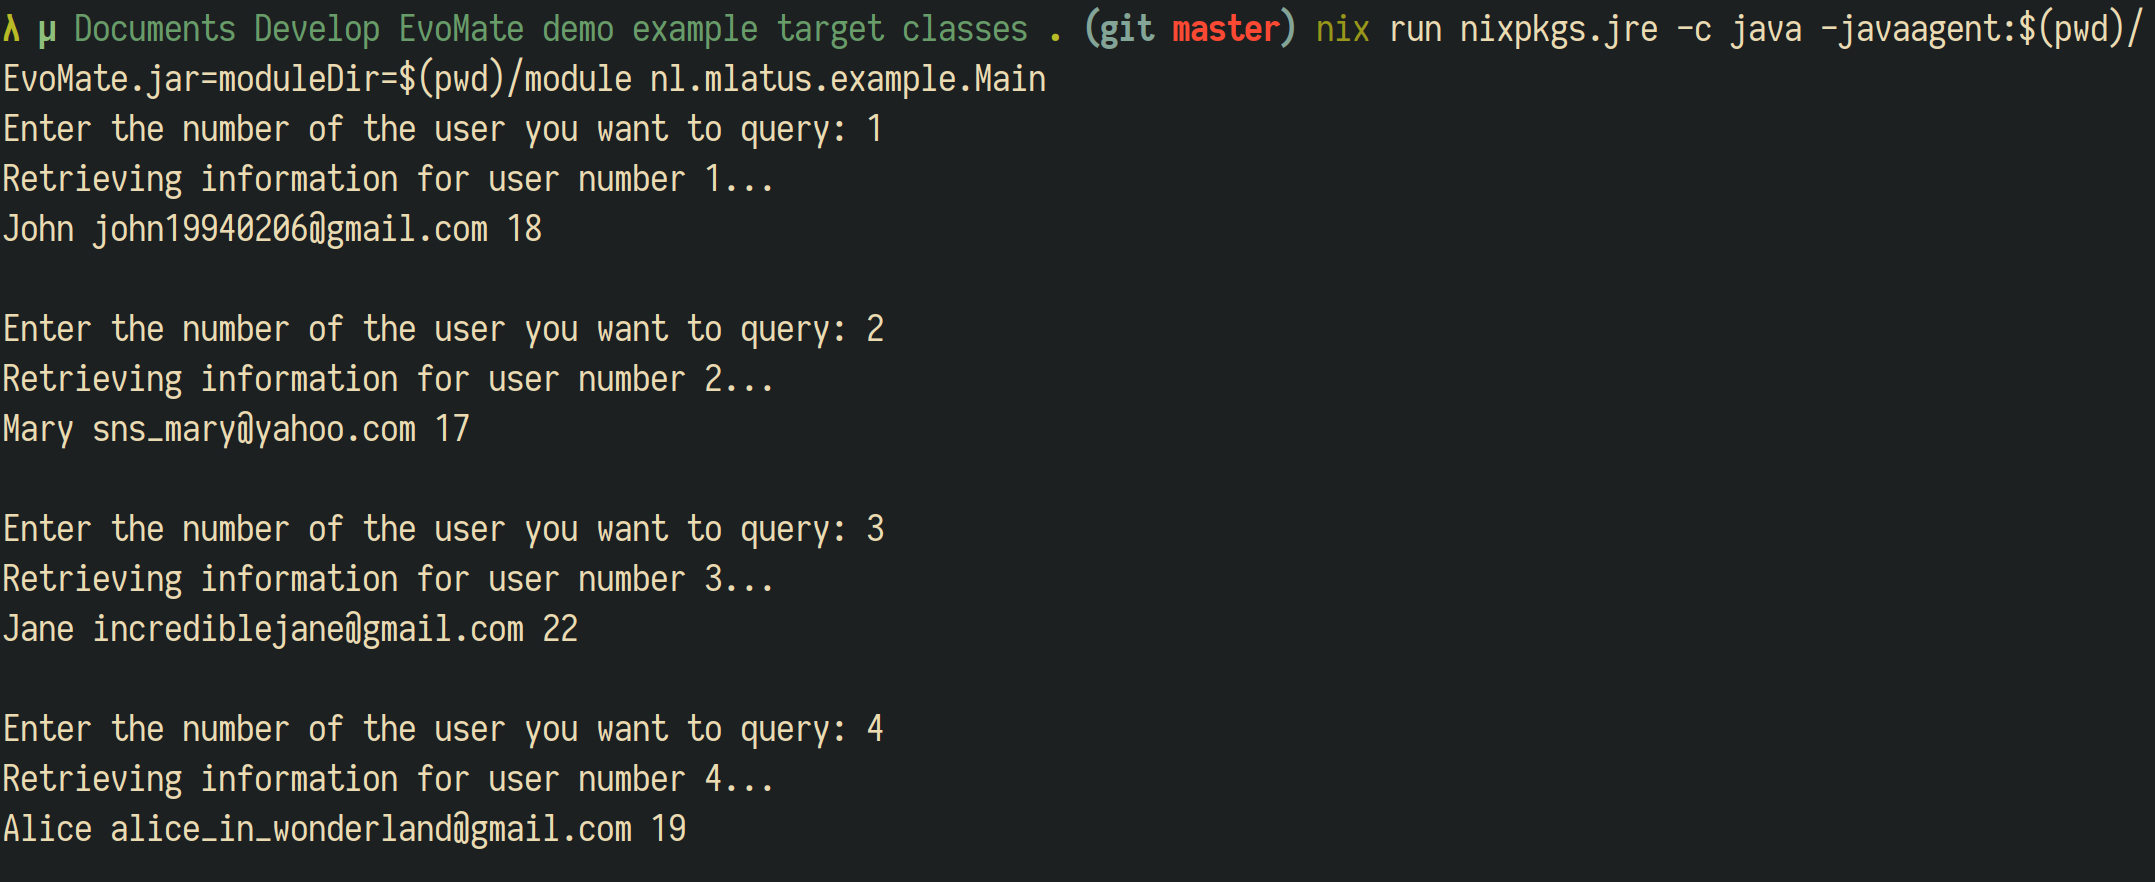 λ µ Documents Develop EvoMate demo example target classes . (git master) nix run nixpkgs.jre -c java -javaagent:$(pwd)/
EvoMate.jar=moduleDir=$(pwd)/module nl.mlatus.example.Main
Enter the number of the user you want to query: 1
Retrieving information for user number 1...
John john19940206@gmail.com 18
Enter the number of the user you want to query: 2
Retrieving information for user number 2...
Mary sns_mary@yahoo.com 17
Enter the number of the user you want to query: 3
Retrieving information for user number 3...
Jane incrediblejane@gmail.com 22
Enter the number of the user you want to query: 4
Retrieving information for user number 4...
Alice alice_in_wonderland@gmail.com 19